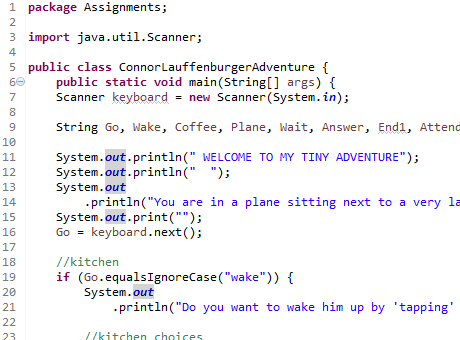 1 package Assignments;
2
3 import java.util.Scanner;
4
5 public class ConnorLauffenburgerAdventure {
6 public static void main(String[] args) {
7 Scanner keyboard = new Scanner(System.in);
8
9 String Go, Wake, Coffee, Plane, Wait, Answer, End1, Attend
10
11 System.out.println(" WELCOME TO MY TINY ADVENTURE");
12 System.out.println("  ");
13 System.out
14 .println("You are in a plane sitting next to a very la
15 System.out.print("");
16 Go = keyboard.next();
17
18 //kitchen
19 if (Go.equalsIgnoreCase("wake")) {
20 System.out
21 .println("Do you want to wake him up by 'tapping'
22
23 //kitchen choices